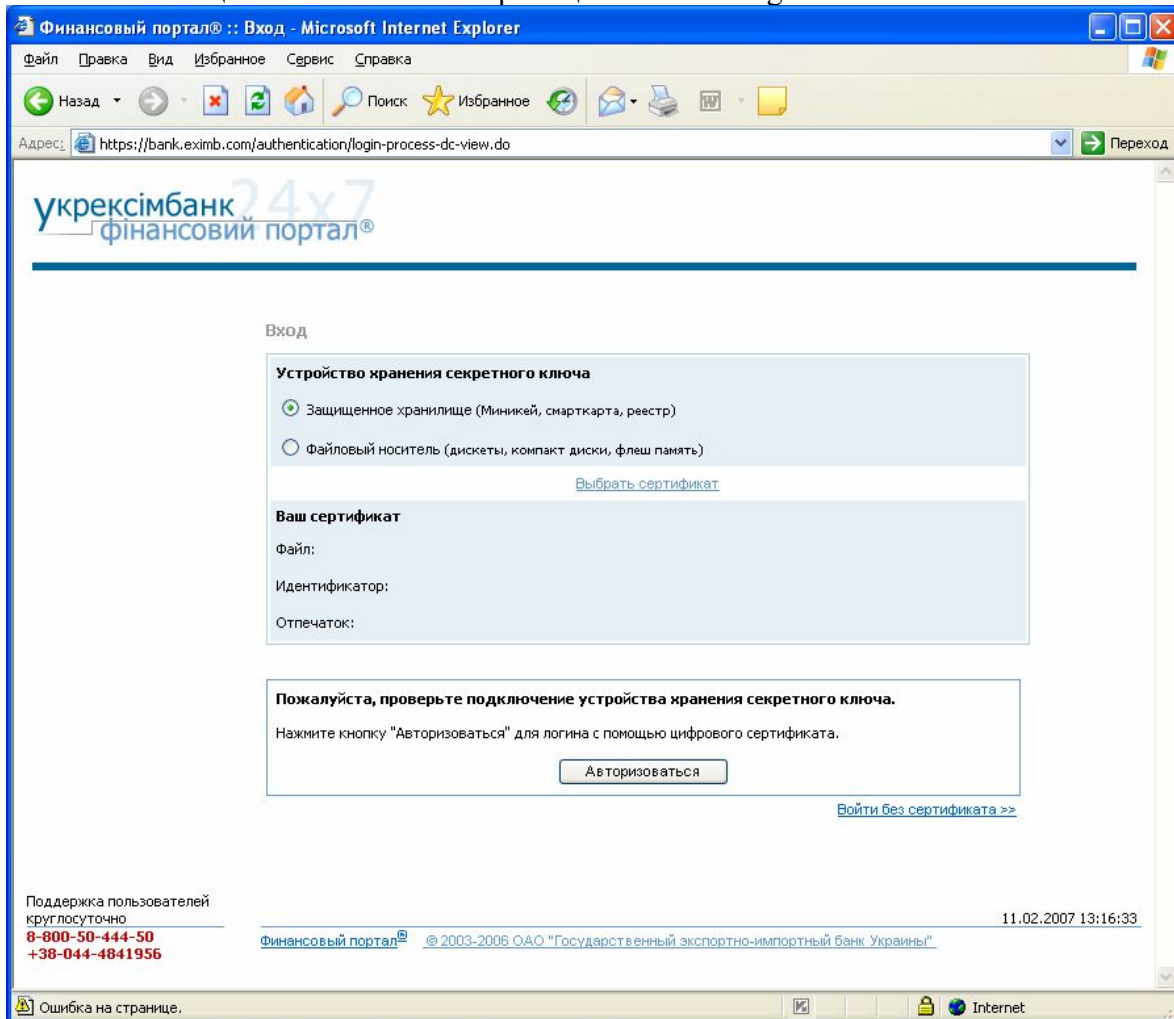 Финансовый портал® :: Вход - Microsoft Internet Explorer
Файл Правка Вид Избранное Сервис Справка
Назад Поиск Избранное
Адрес: https://bank.eximb.com/authentication/login-process-dc-view.do Переход
укрексімбанк 24x7
фінансовий портал®
Вход
Устройство хранения секретного ключа
Защищенное хранилище (Миникей, смарткарта, реестр)
Файловый носитель (дискеты, компакт диски, флеш память)
Выбрать сертификат
Ваш сертификат
Файл:
Идентификатор:
Отпечаток:
Пожалуйста, проверьте подключение устройства хранения секретного ключа.
Нажмите кнопку "Авторизоваться" для логина с помощью цифрового сертификата.
Авторизоваться
Войти без сертификата >>
Поддержка пользователей
круглосуточно
8-800-50-444-50
+38-044-4841956
11.02.2007 13:16:33
Финансовый портал® © 2003-2006 ОАО "Государственный экспортно-импортный банк Украины"
Ошибка на странице. Internet